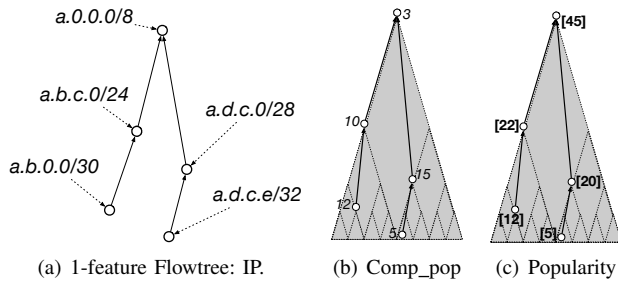 a.0.0.0/8
a.b.c.0/24
a.d.c.0/28
a.b.0.0/30
a.d.c.e/32
(a) 1-feature Flowtree: IP.
3
10
15
12
5
(b) Comp_pop
[45]
[22]
[20]
[12]
[5]
(c) Popularity